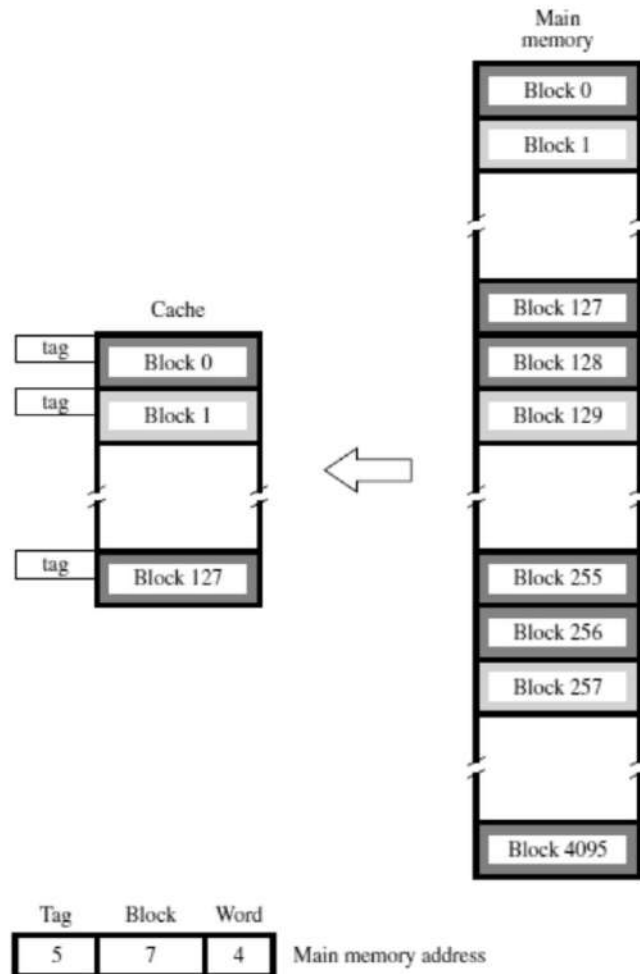 Main
memory
Block 0
Block 1
Block 127
Block 128
Block 129
Block 255
Block 256
Block 257
Block 4095
Cache
tag
Block 0
tag
Block 1
tag
Block 127
Tag Block Word
5 7 4 Main memory address